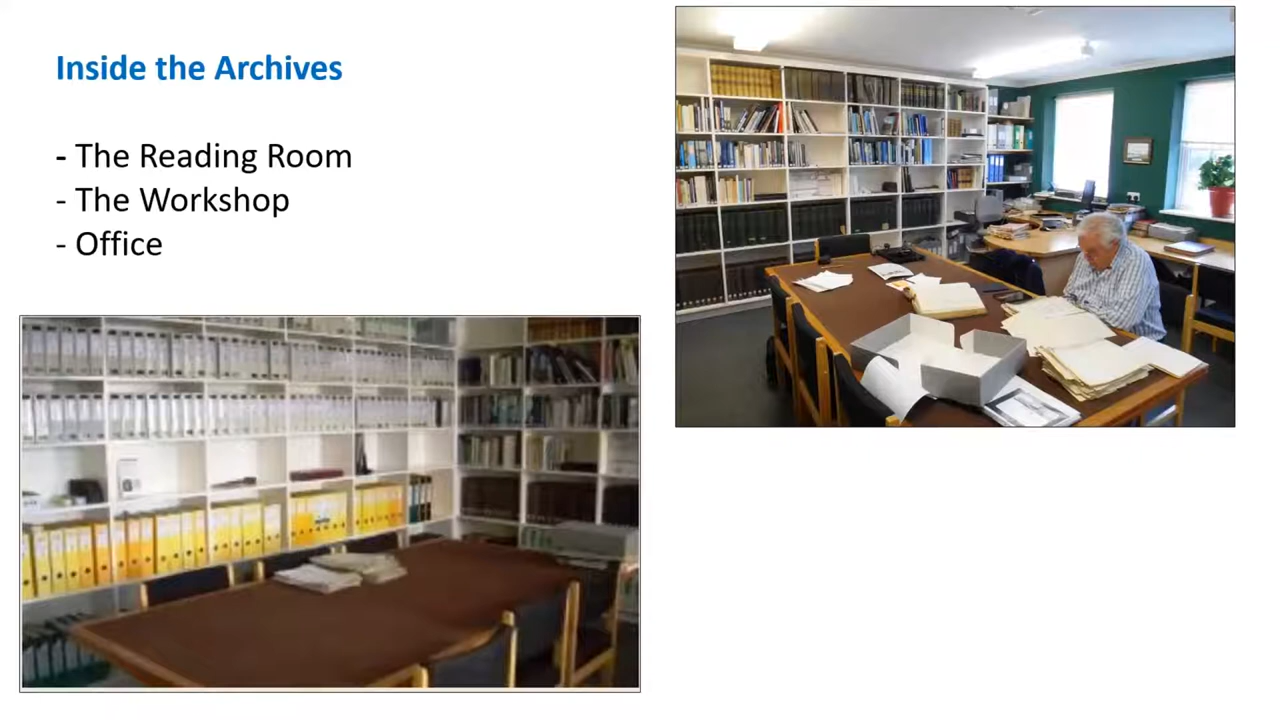 Inside the Archives
- The Reading Room
- The Workshop
- Office